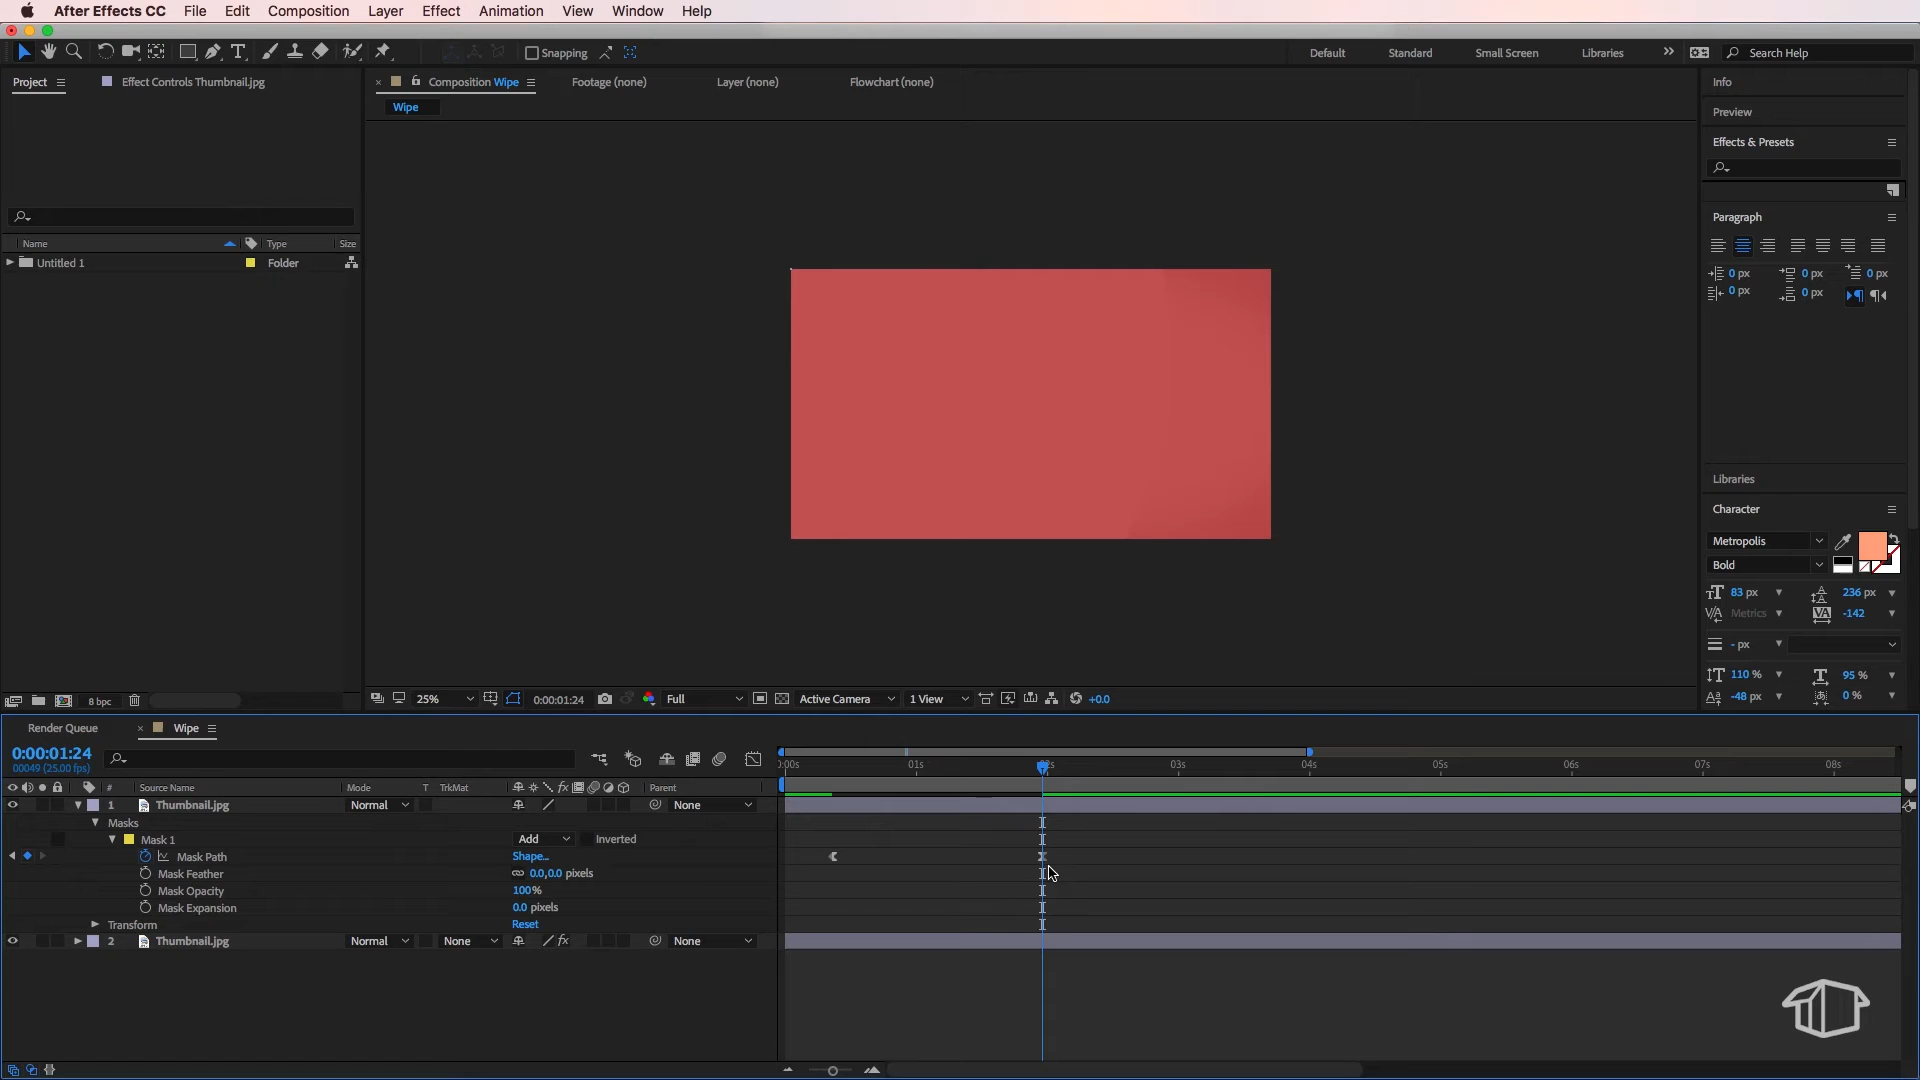 After Effects CC File Edit Composition Layer Effect Animation View Window Help
T Snapping Default Standard Small Screen Libraries » Search Help
Project Effect Controls Thumbnail.jpg × Composition Wipe Footage (none) Layer (none) Flowchart (none) Info
Wipe
Preview
Effects & Presets
Paragraph
Name Type Size
Untitled 1 Folder
0 px 0 px 0 px
0 px 0 px
Libraries
Character
Metropolis
Bold
83 px 236 px
Metrics -142
- px
110 % 95 %
-48 px 0 %
8 bpc 25% 0:00:01:24 Full Active Camera 1 View +0.0
Render Queue × Wipe
0:00:01:24
00049 (25.00 fps)
:00s 01s 02s 03s 04s 05s 06s 07s 08s
# Source Name Mode T TrkMat fx Parent
1 Thumbnail.jpg Normal None
Masks
Mask 1 Add Inverted
Mask Path Shape...
Mask Feather 0.0,0.0 pixels
Mask Opacity 100%
Mask Expansion 0.0 pixels
Transform Reset
2 Thumbnail.jpg Normal None fx None